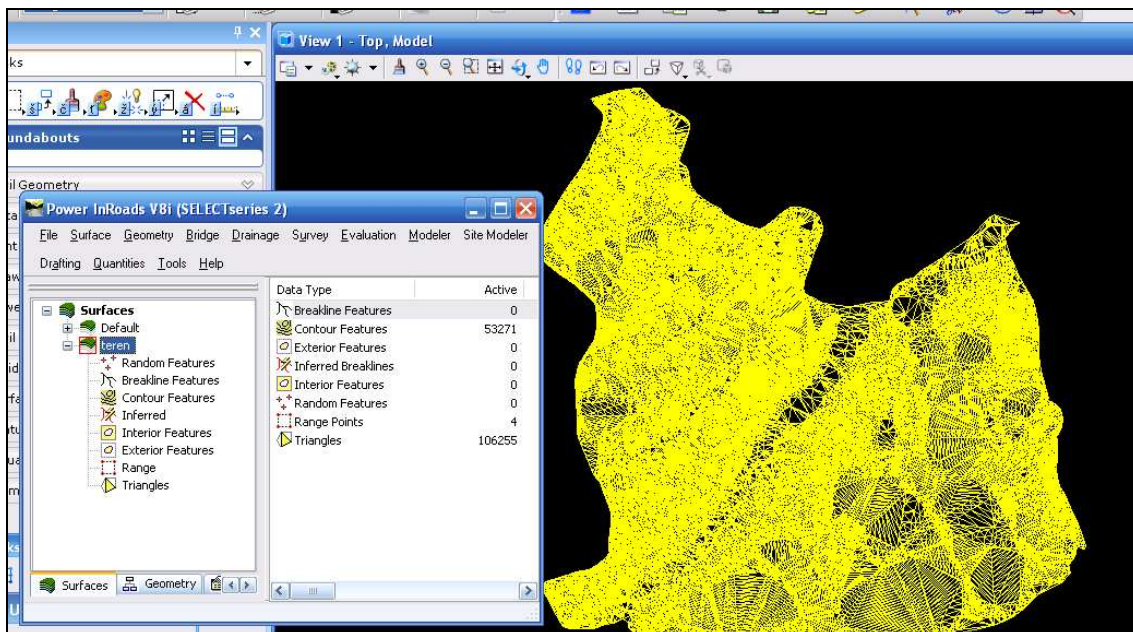 View 1 - Top, Model
ks
undabouts
il Geometry
Power InRoads V8i (SELECTseries 2)
File Surface Geometry Bridge Drainage Survey Evaluation Modeler Site Modeler
Drafting Quantities Tools Help
Surfaces
Default
teren
Random Features
Breakline Features
Contour Features
Inferred
Interior Features
Exterior Features
Range
Triangles
Data Type Active
Breakline Features 0
Contour Features 53271
Exterior Features 0
Inferred Breaklines 0
Interior Features 0
Random Features 0
Range Points 4
Triangles 106255
Surfaces Geometry